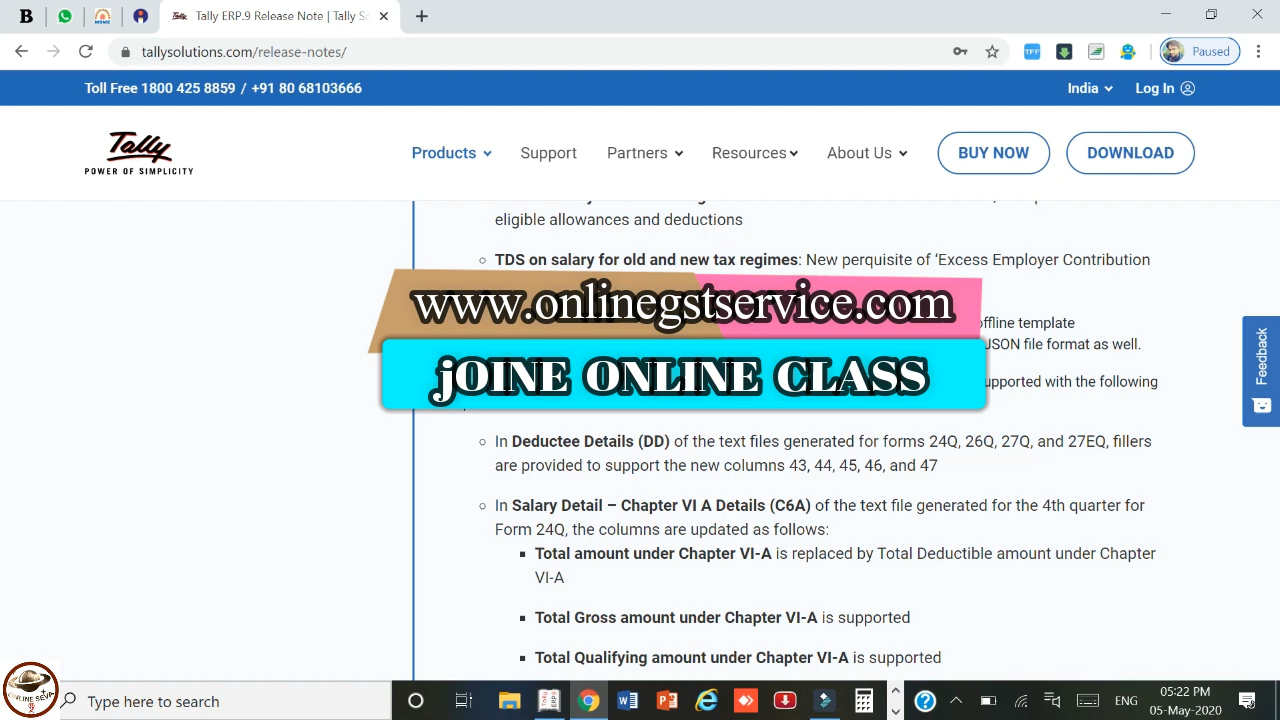 B
Tally ERP.9 Release Note | Tally So
tallysolutions.com/release-notes/
TFF
Paused
Toll Free 1800 425 8859 / +91 80 68103666
India
Log In
Tally
POWER OF SIMPLICITY
Products
Support
Partners
Resources
About Us
BUY NOW
DOWNLOAD
eligible allowances and deductions
TDS on salary for old and new tax regimes: New perquisite of ‘Excess Employer Contribution
www.onlinegstservice.com
offline template
JSON file format as well.
jOINE ONLINE CLASS
supported with the following
Feedback
In Deductee Details (DD) of the text files generated for forms 24Q, 26Q, 27Q, and 27EQ, fillers
are provided to support the new columns 43, 44, 45, 46, and 47
In Salary Detail – Chapter VI A Details (C6A) of the text file generated for the 4th quarter for
Form 24Q, the columns are updated as follows:
Total amount under Chapter VI-A is replaced by Total Deductible amount under Chapter
VI-A
Total Gross amount under Chapter VI-A is supported
Total Qualifying amount under Chapter VI-A is supported
ONLINE SEVA
Type here to search
ENG
05:22 PM
05-May-2020